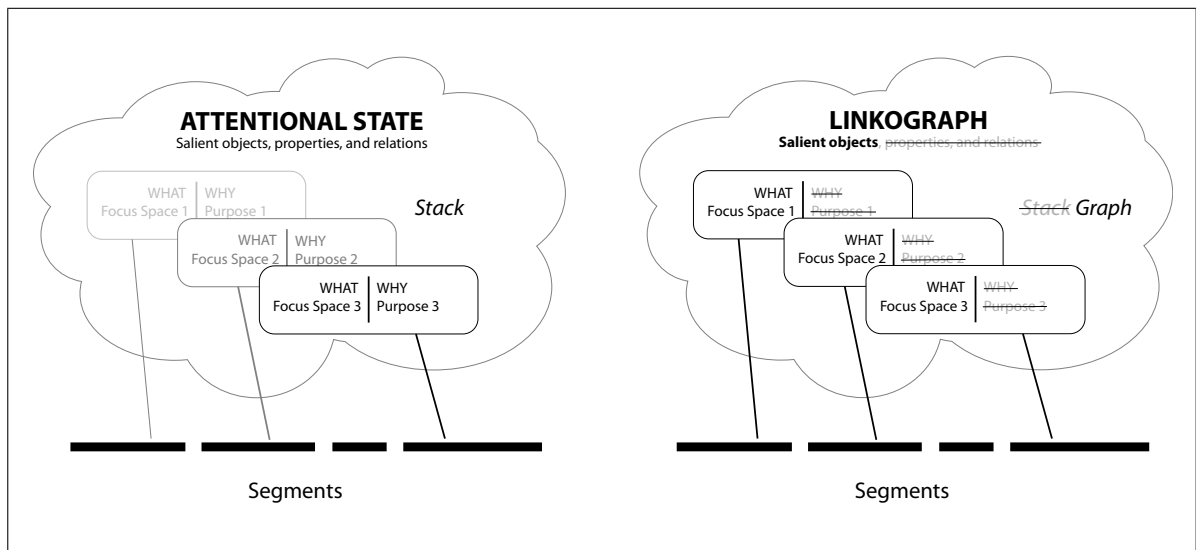 ATTENTIONAL STATE
Salient objects, properties, and relations
WHAT WHY
Focus Space 1 Purpose 1
Stack
WHAT WHY
Focus Space 2 Purpose 2
WHAT WHY
Focus Space 3 Purpose 3
Segments
LINKOGRAPH
Salient objects, properties, and relations
WHAT WHY
Focus Space 1 Purpose 1
Stack Graph
WHAT WHY
Focus Space 2 Purpose 2
WHAT WHY
Focus Space 3 Purpose 3
Segments